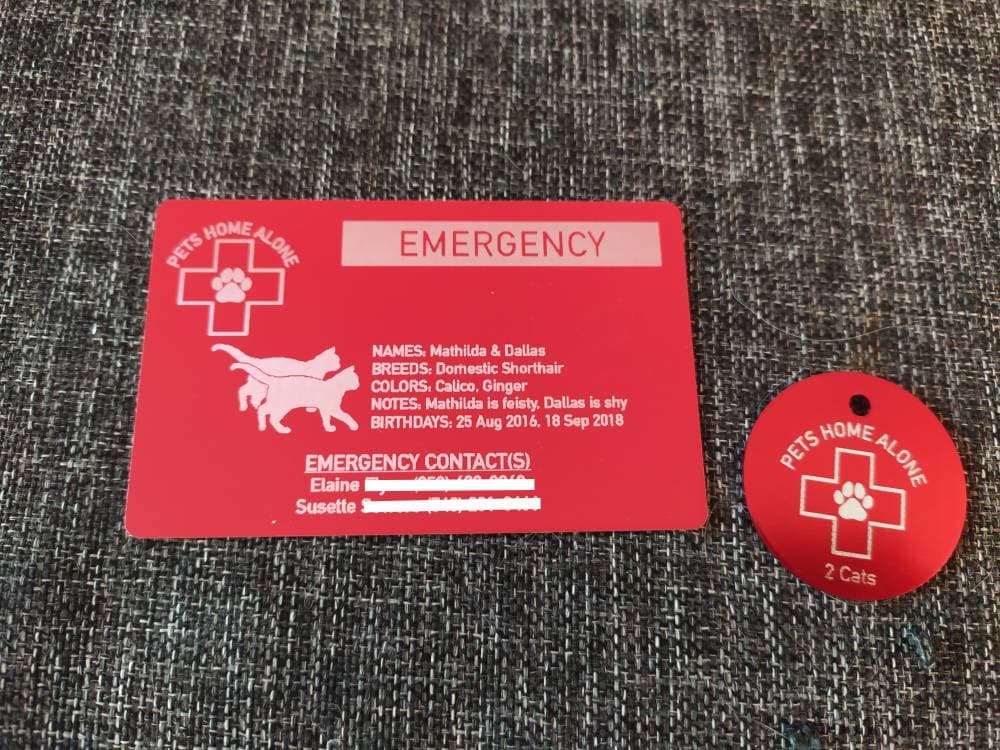 PETS HOME ALONE
EMERGENCY
NAMES: Mathilda & Dallas
BREEDS: Domestic Shorthair
COLORS: Calico, Ginger
NOTES: Mathilda is feisty, Dallas is shy
BIRTHDAYS: 25 Aug 2016, 18 Sep 2018
EMERGENCY CONTACT(S)
Elaine
Susette
PETS HOME ALONE
2 Cats